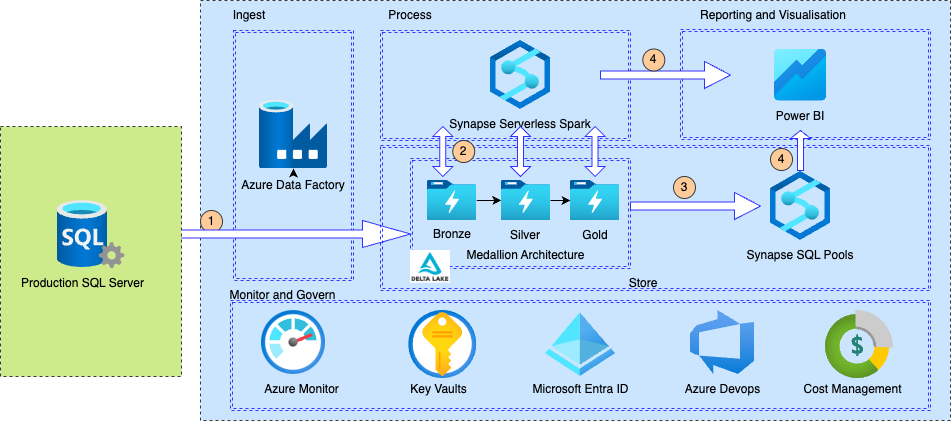 Ingest
Process
Reporting and Visualisation
4
Synapse Serverless Spark
Power BI
Azure Data Factory
2
4
3
1
Bronze
Silver
Gold
SQL
Medallion Architecture
Synapse SQL Pools
DELTA LAKE
Production SQL Server
Store
Monitor and Govern
$
Azure Monitor
Key Vaults
Microsoft Entra ID
Azure Devops
Cost Management